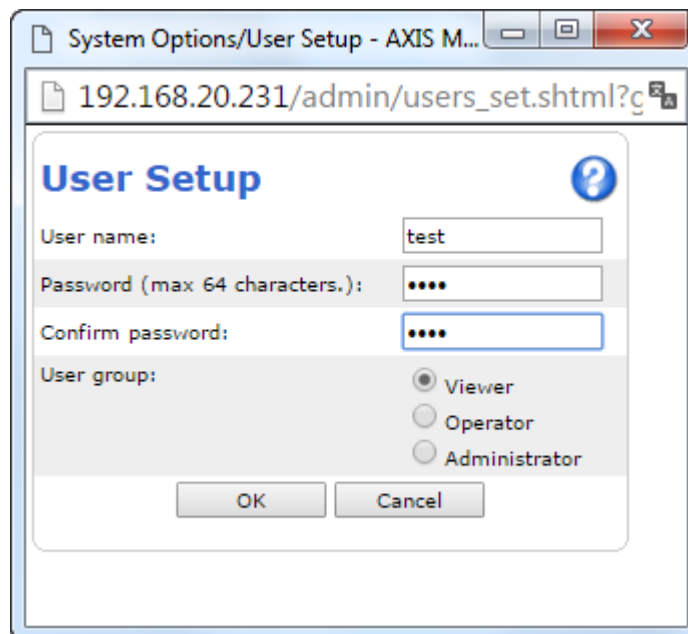 System Options/User Setup - AXIS M...
192.168.20.231/admin/users_set.shtml?g
User Setup
User name: test
Password (max 64 characters.): ••••
Confirm password: ••••
User group:
Viewer
Operator
Administrator
OK Cancel